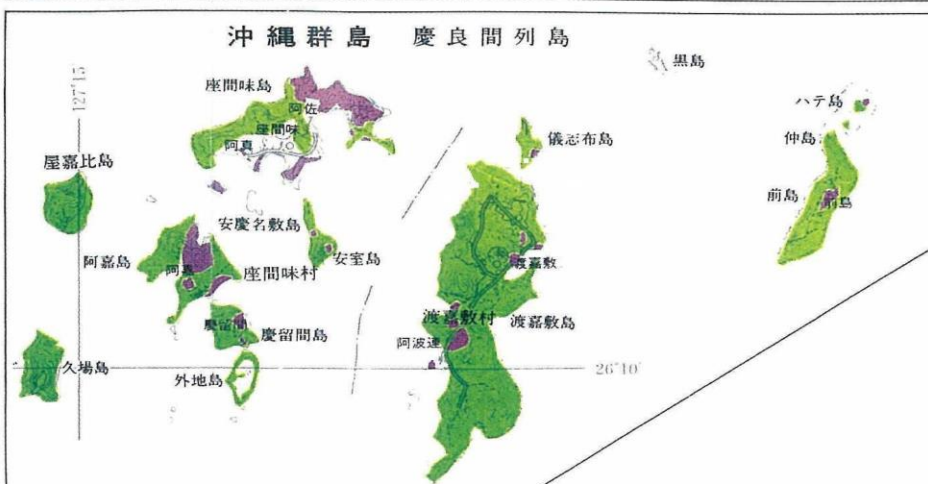 沖縄群島 慶良間列島
黒島
127°15′
座間味島
阿佐
ハテ島
座間味
阿真
儀志布島
仲島
屋嘉比島
前島
前島
安慶名敷島
阿嘉島
安室島
阿嘉
座間味村
渡嘉敷
慶留間
慶留間島
渡嘉敷村
渡嘉敷島
阿波連
久場島
外地島
26°10′